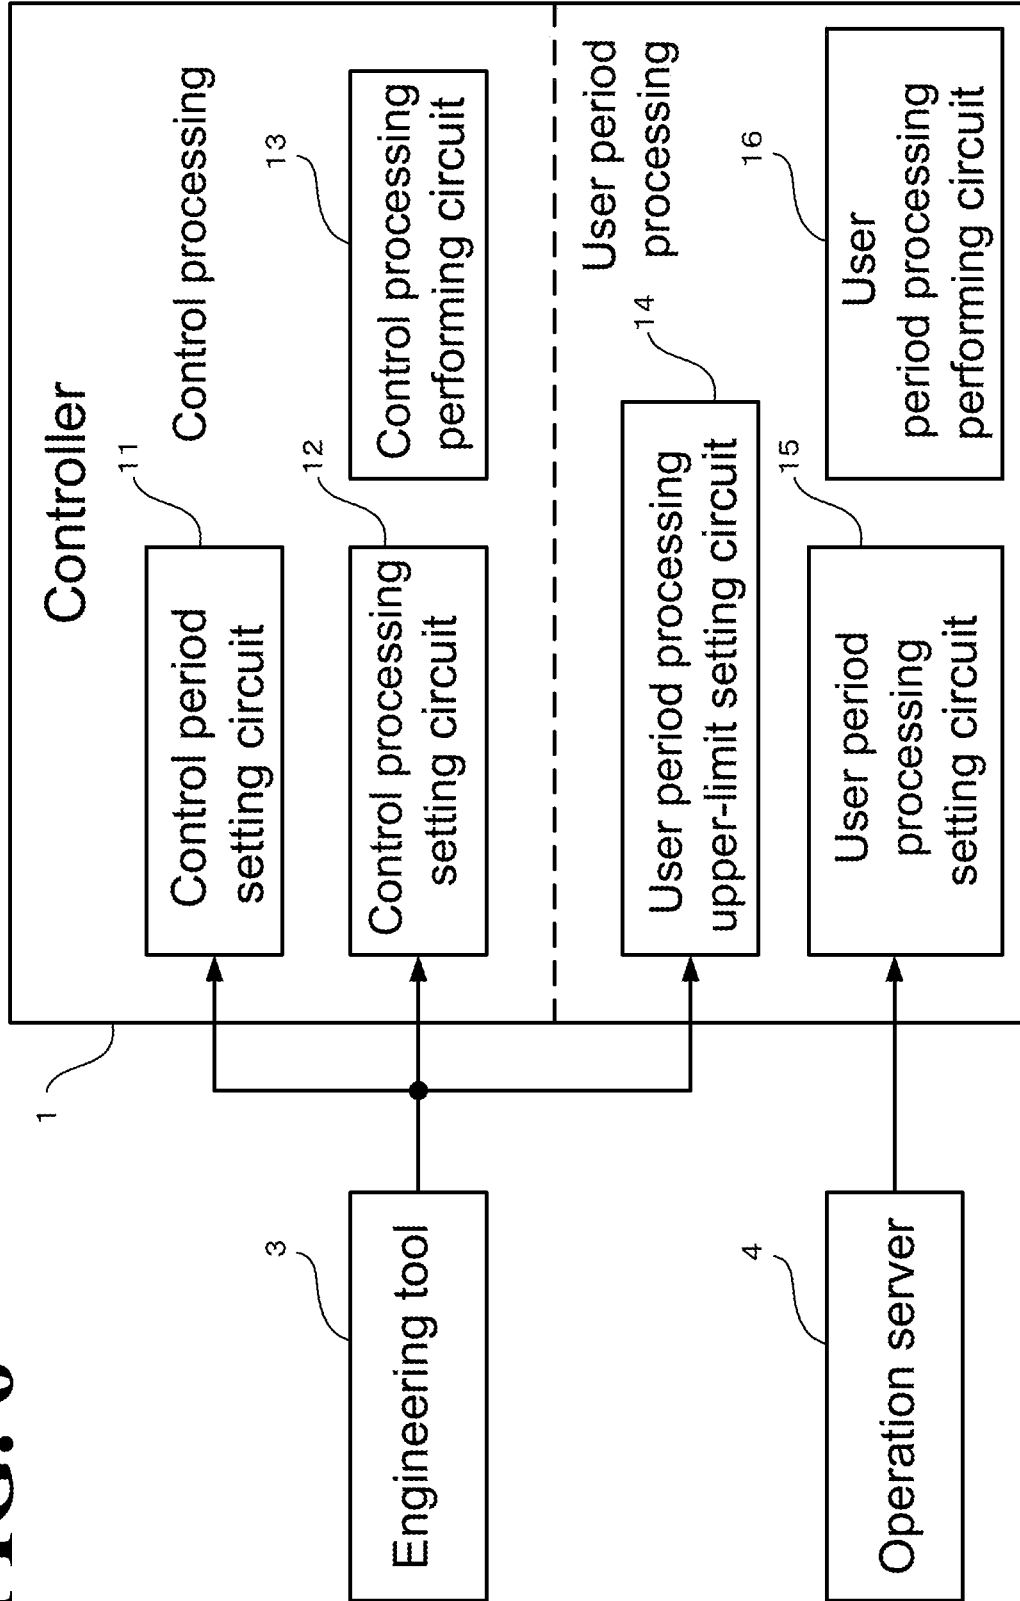 FIG.
Controller
1
Control processing
11
Control period
setting circuit
3
Engineering tool
12
Control processing
setting circuit
13
Control processing
performing circuit
User period
processing
14
User period processing
upper-limit setting circuit
4
Operation server
15
User period
processing
setting circuit
16
User
period processing
performing circuit